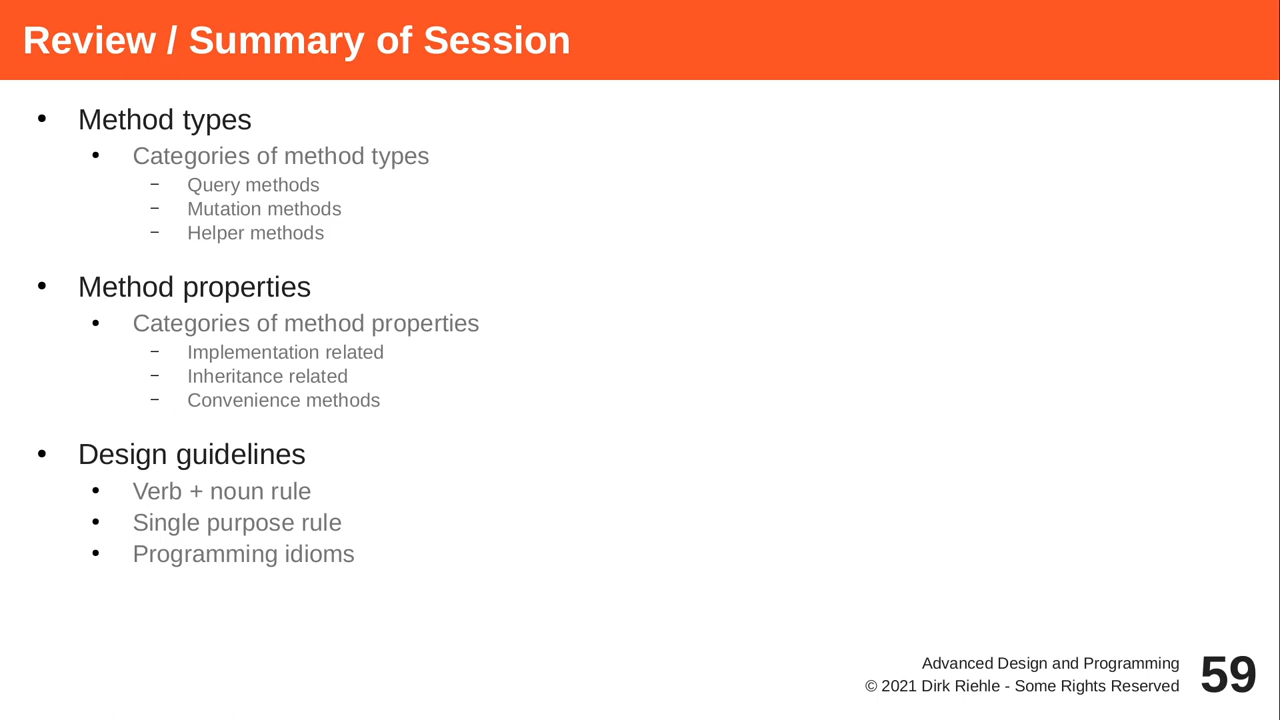 Review / Summary of Session
• Method types
• Categories of method types
– Query methods
– Mutation methods
– Helper methods
• Method properties
• Categories of method properties
– Implementation related
– Inheritance related
– Convenience methods
• Design guidelines
• Verb + noun rule
• Single purpose rule
• Programming idioms
Advanced Design and Programming
© 2021 Dirk Riehle - Some Rights Reserved
59